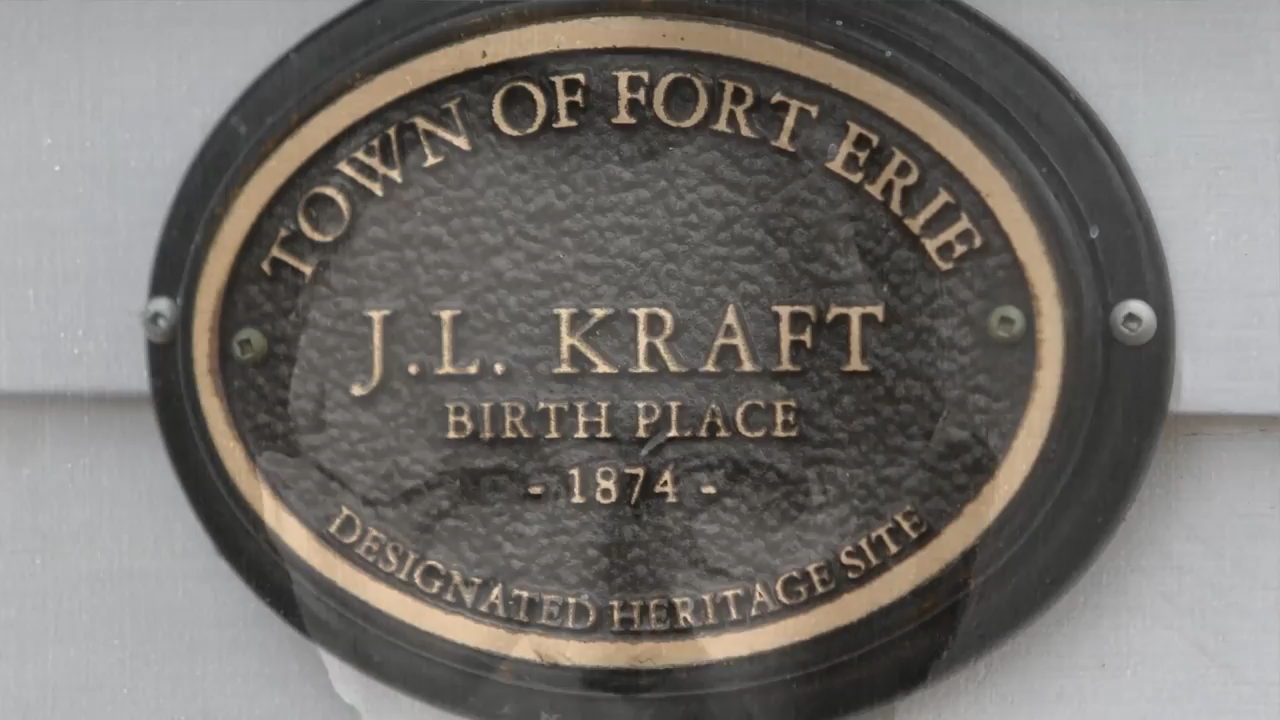 TOWN OF FORT ERIE
J.L. KRAFT
BIRTH PLACE
- 1874 -
DESIGNATED HERITAGE SITE